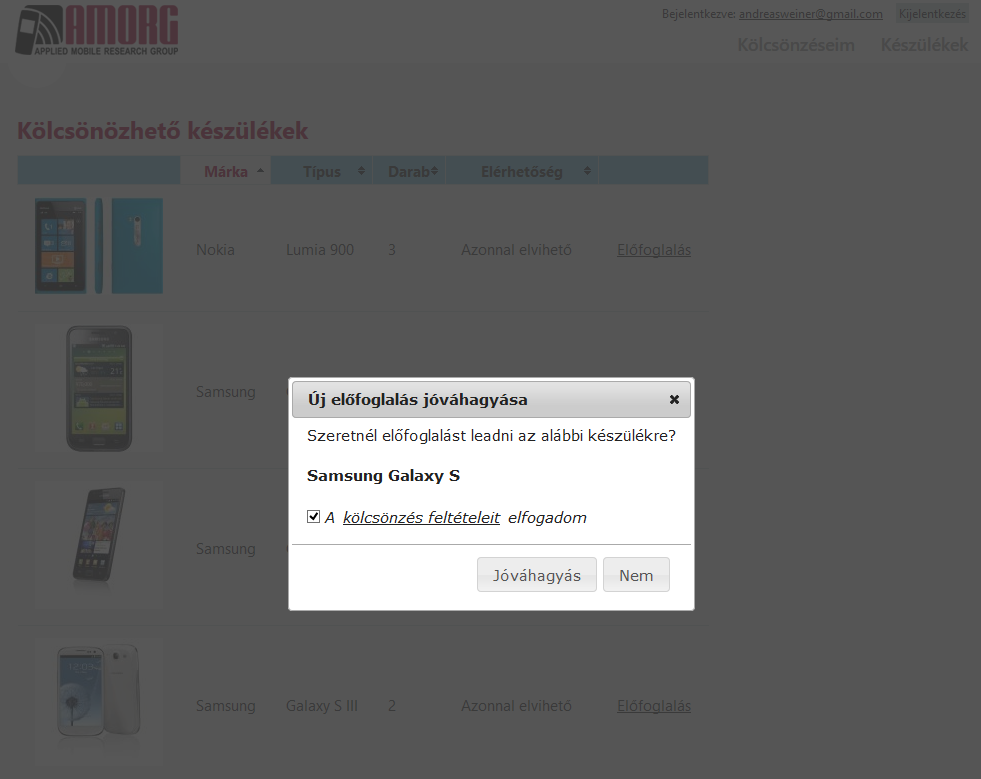 AMORG
APPLIED MOBILE RESEARCH GROUP
Bejelentkezve: andreasweiner@gmail.com Kijelentkezés
Kölcsönzéseim Készülékek
Kölcsönözhető készülékek
Márka Típus Darab Elérhetőség
Nokia Lumia 900 3 Azonnal elvihető Előfoglalás
Samsung
Új előfoglalás jóváhagyása
Szeretnél előfoglalást leadni az alábbi készülékre?
Samsung Galaxy S
A kölcsönzés feltételeit elfogadom
Samsung
Jóváhagyás Nem
Samsung Galaxy S III 2 Azonnal elvihető Előfoglalás